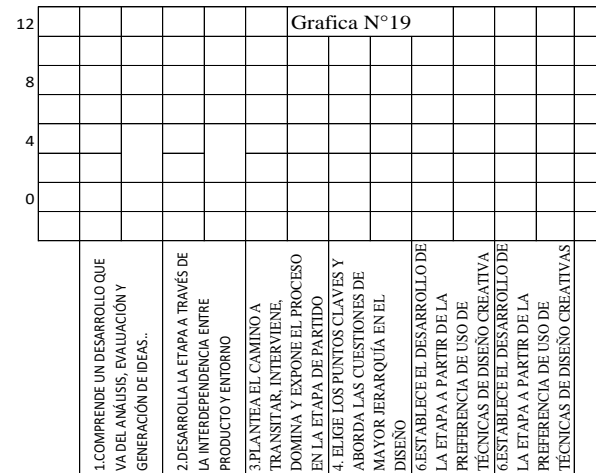 Grafica N°19
12
8
4
0
1.COMPRENDE UN DESARROLLO QUE
VA DEL ANÁLISIS, EVALUACIÓN Y
GENERACIÓN DE IDEAS..
2.DESARROLLA LA ETAPA A TRAVÉS DE
LA INTERDEPENDENCIA ENTRE
PRODUCTO Y ENTORNO
3.PLANTEA EL CAMINO A
TRANSITAR, INTERVIENE,
DOMINA Y EXPONE EL PROCESO
EN LA ETAPA DE PARTIDO
4. ELIGE LOS PUNTOS CLAVES Y
ABORDA LAS CUESTIONES DE
MAYOR JERARQUÍA EN EL
DISEÑO
6.ESTABLECE EL DESARROLLO DE
LA ETAPA A PARTIR DE LA
PREFERENCIA DE USO DE
TÉCNICAS DE DISEÑO CREATIVA
6.ESTABLECE EL DESARROLLO DE
LA ETAPA A PARTIR DE LA
PREFERENCIA DE USO DE
TÉCNICAS DE DISEÑO CREATIVAS